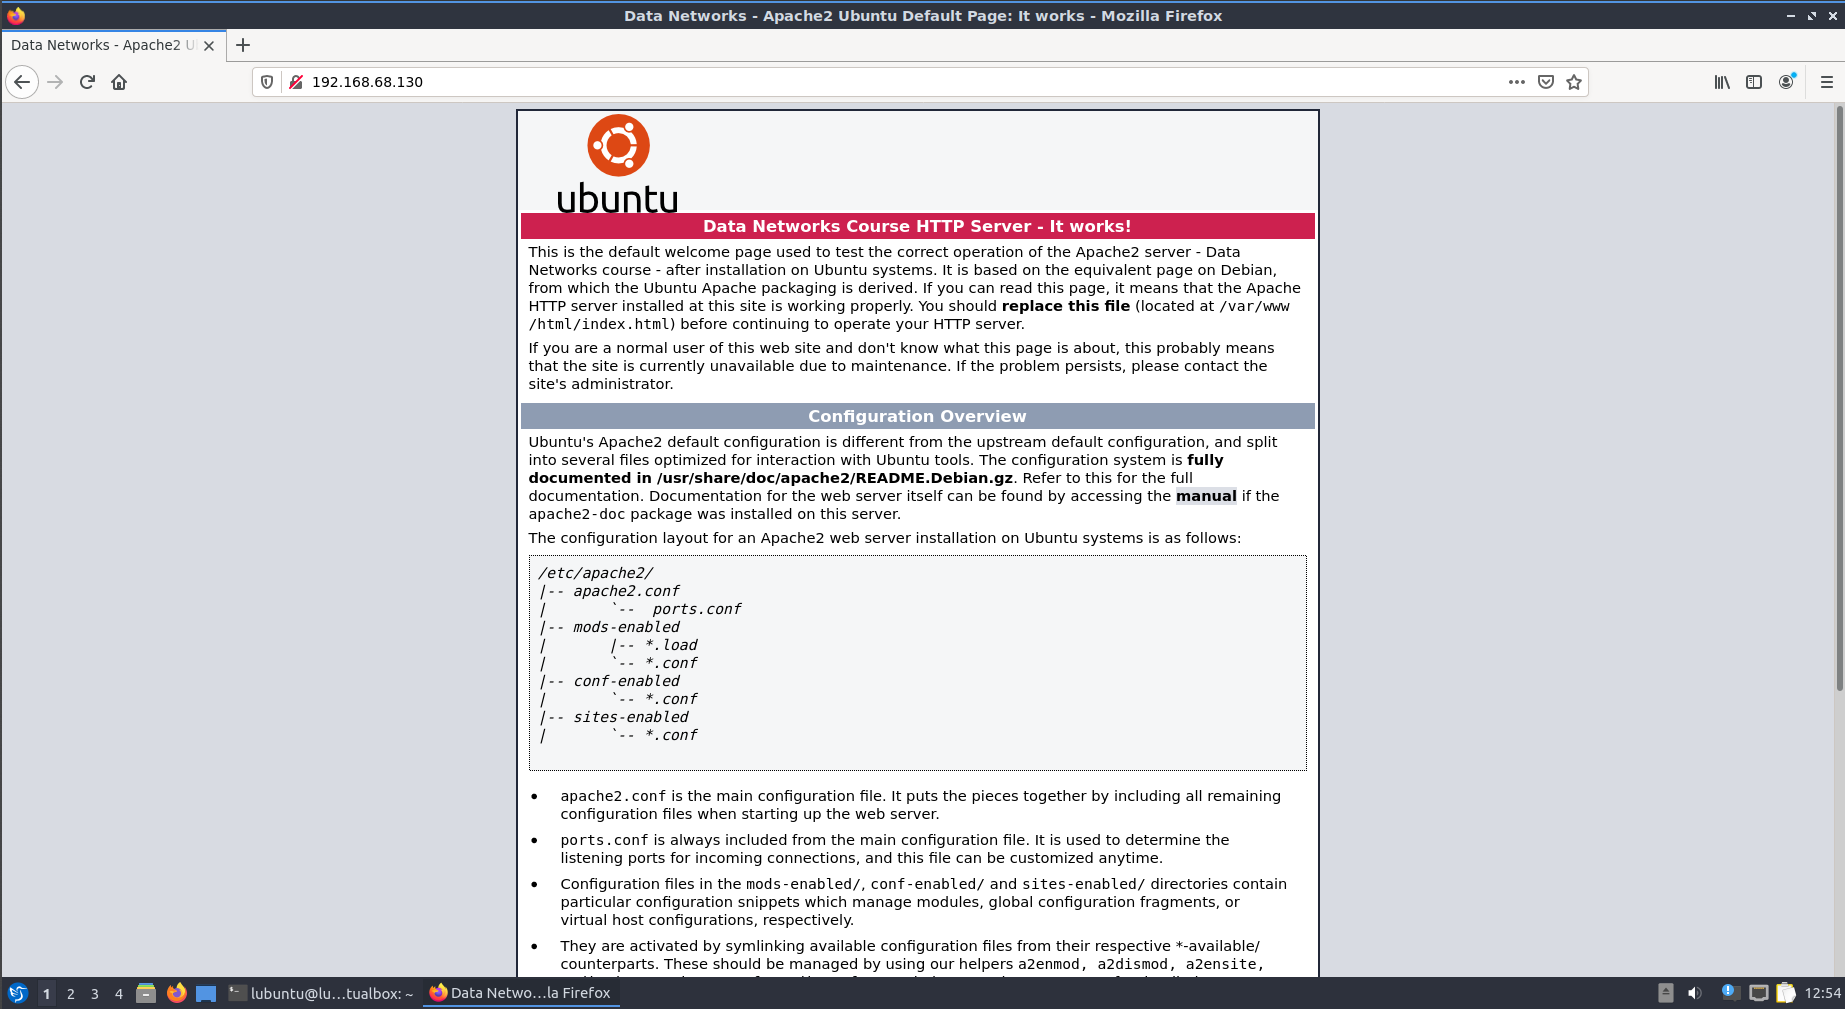 Data Networks - Apache2 Ubuntu Default Page: It works - Mozilla Firefox
Data Networks - Apache2 U
192.168.68.130
ubuntu
Data Networks Course HTTP Server - It works!
This is the default welcome page used to test the correct operation of the Apache2 server - Data
Networks course - after installation on Ubuntu systems. It is based on the equivalent page on Debian,
from which the Ubuntu Apache packaging is derived. If you can read this page, it means that the Apache
HTTP server installed at this site is working properly. You should replace this file (located at /var/www
/html/index.html) before continuing to operate your HTTP server.
If you are a normal user of this web site and don't know what this page is about, this probably means
that the site is currently unavailable due to maintenance. If the problem persists, please contact the
site's administrator.
Configuration Overview
Ubuntu's Apache2 default configuration is different from the upstream default configuration, and split
into several files optimized for interaction with Ubuntu tools. The configuration system is fully
documented in /usr/share/doc/apache2/README.Debian.gz. Refer to this for the full
documentation. Documentation for the web server itself can be found by accessing the manual if the
apache2-doc package was installed on this server.
The configuration layout for an Apache2 web server installation on Ubuntu systems is as follows:
/etc/apache2/
|-- apache2.conf
|       `--  ports.conf
|-- mods-enabled
|       |-- *.load
|       `-- *.conf
|-- conf-enabled
|       `-- *.conf
|-- sites-enabled
|       `-- *.conf
• apache2.conf is the main configuration file. It puts the pieces together by including all remaining
configuration files when starting up the web server.
• ports.conf is always included from the main configuration file. It is used to determine the
listening ports for incoming connections, and this file can be customized anytime.
• Configuration files in the mods-enabled/, conf-enabled/ and sites-enabled/ directories contain
particular configuration snippets which manage modules, global configuration fragments, or
virtual host configurations, respectively.
• They are activated by symlinking available configuration files from their respective *-available/
counterparts. These should be managed by using our helpers a2enmod, a2dismod, a2ensite,
1 2 3 4 lubuntu@lu...tualbox: ~ Data Netwo...la Firefox 12:54